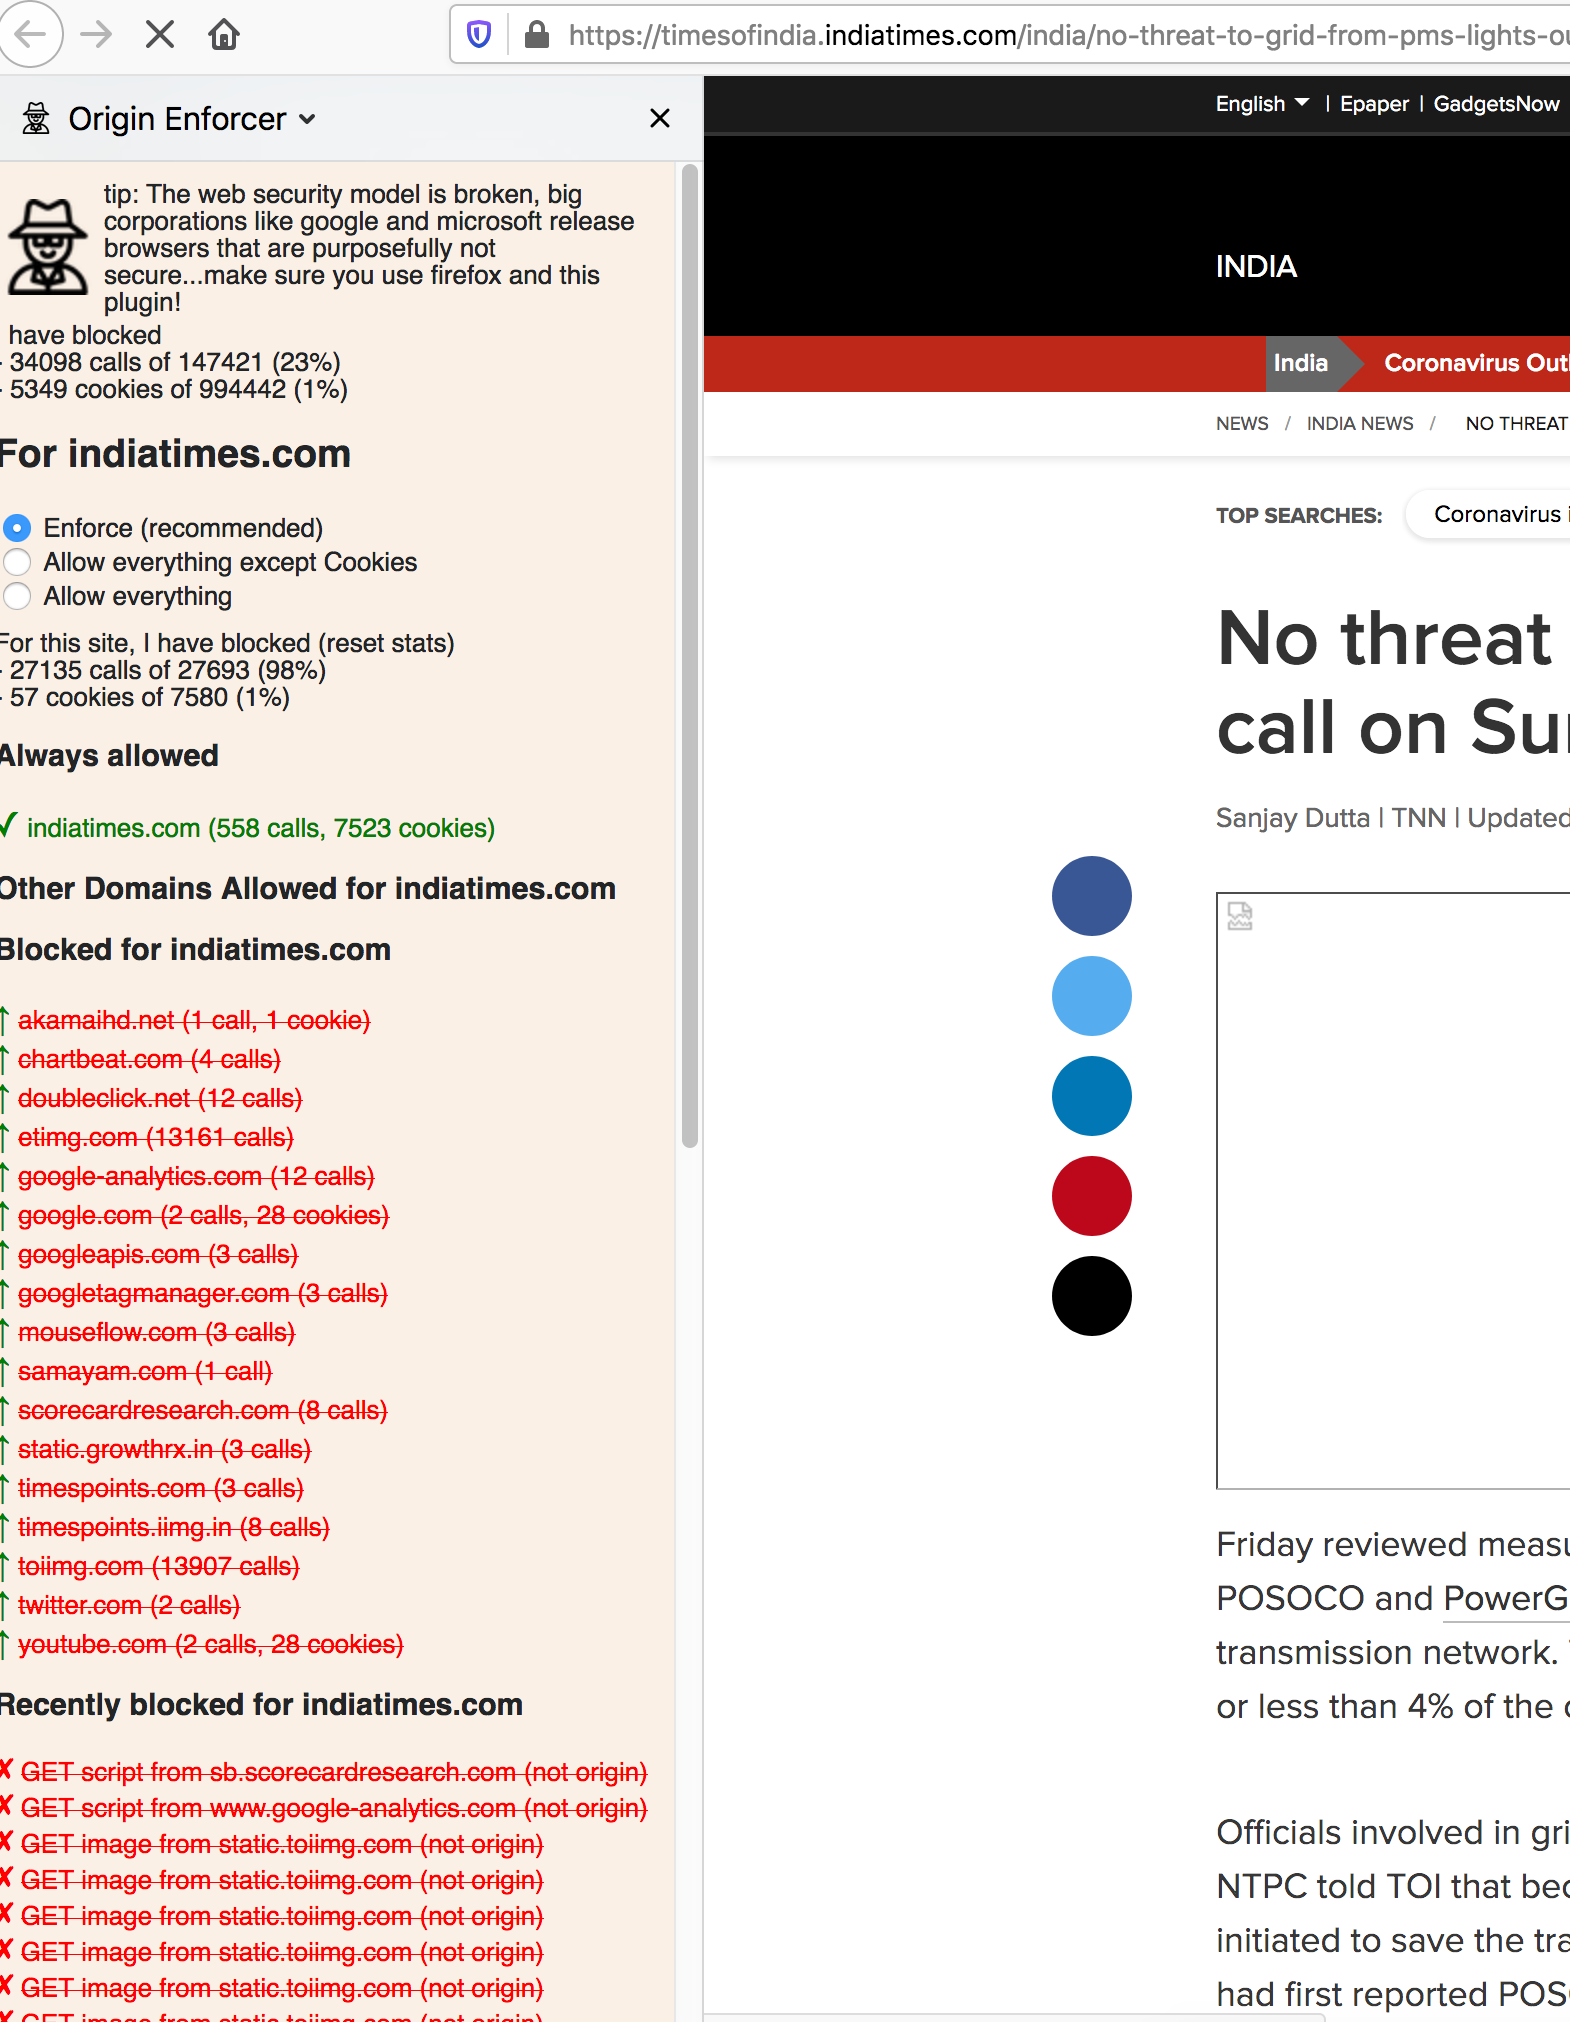 https://timesofindia.indiatimes.com/india/no-threat-to-grid-from-pms-lights-ou
Origin Enforcer
tip: The web security model is broken, big
corporations like google and microsoft release
browsers that are purposefully not
secure...make sure you use firefox and this
plugin!
have blocked
- 34098 calls of 147421 (23%)
- 5349 cookies of 994442 (1%)
For indiatimes.com
Enforce (recommended)
Allow everything except Cookies
Allow everything
For this site, I have blocked (reset stats)
- 27135 calls of 27693 (98%)
- 57 cookies of 7580 (1%)
Always allowed
✓ indiatimes.com (558 calls, 7523 cookies)
Other Domains Allowed for indiatimes.com
Blocked for indiatimes.com
↑ akamaihd.net (1 call, 1 cookie)
↑ chartbeat.com (4 calls)
↑ doubleclick.net (12 calls)
↑ etimg.com (13161 calls)
↑ google-analytics.com (12 calls)
↑ google.com (2 calls, 28 cookies)
↑ googleapis.com (3 calls)
↑ googletagmanager.com (3 calls)
↑ mouseflow.com (3 calls)
↑ samayam.com (1 call)
↑ scorecardresearch.com (8 calls)
↑ static.growthrx.in (3 calls)
↑ timespoints.com (3 calls)
↑ timespoints.iimg.in (8 calls)
↑ toiimg.com (13907 calls)
↑ twitter.com (2 calls)
↑ youtube.com (2 calls, 28 cookies)
Recently blocked for indiatimes.com
✗ GET script from sb.scorecardresearch.com (not origin)
✗ GET script from www.google-analytics.com (not origin)
✗ GET image from static.toiimg.com (not origin)
✗ GET image from static.toiimg.com (not origin)
✗ GET image from static.toiimg.com (not origin)
✗ GET image from static.toiimg.com (not origin)
✗ GET image from static.toiimg.com (not origin)
✗ GET image from static.toiimg.com (not origin)
English | Epaper | GadgetsNow
INDIA
India Coronavirus Out
NEWS / INDIA NEWS / NO THREAT
TOP SEARCHES: Coronavirus i
No threat
call on Su
Sanjay Dutta | TNN | Updated
Friday reviewed measu
POSOCO and PowerG
transmission network.
or less than 4% of the
Officials involved in gri
NTPC told TOI that bec
initiated to save the tra
had first reported POS